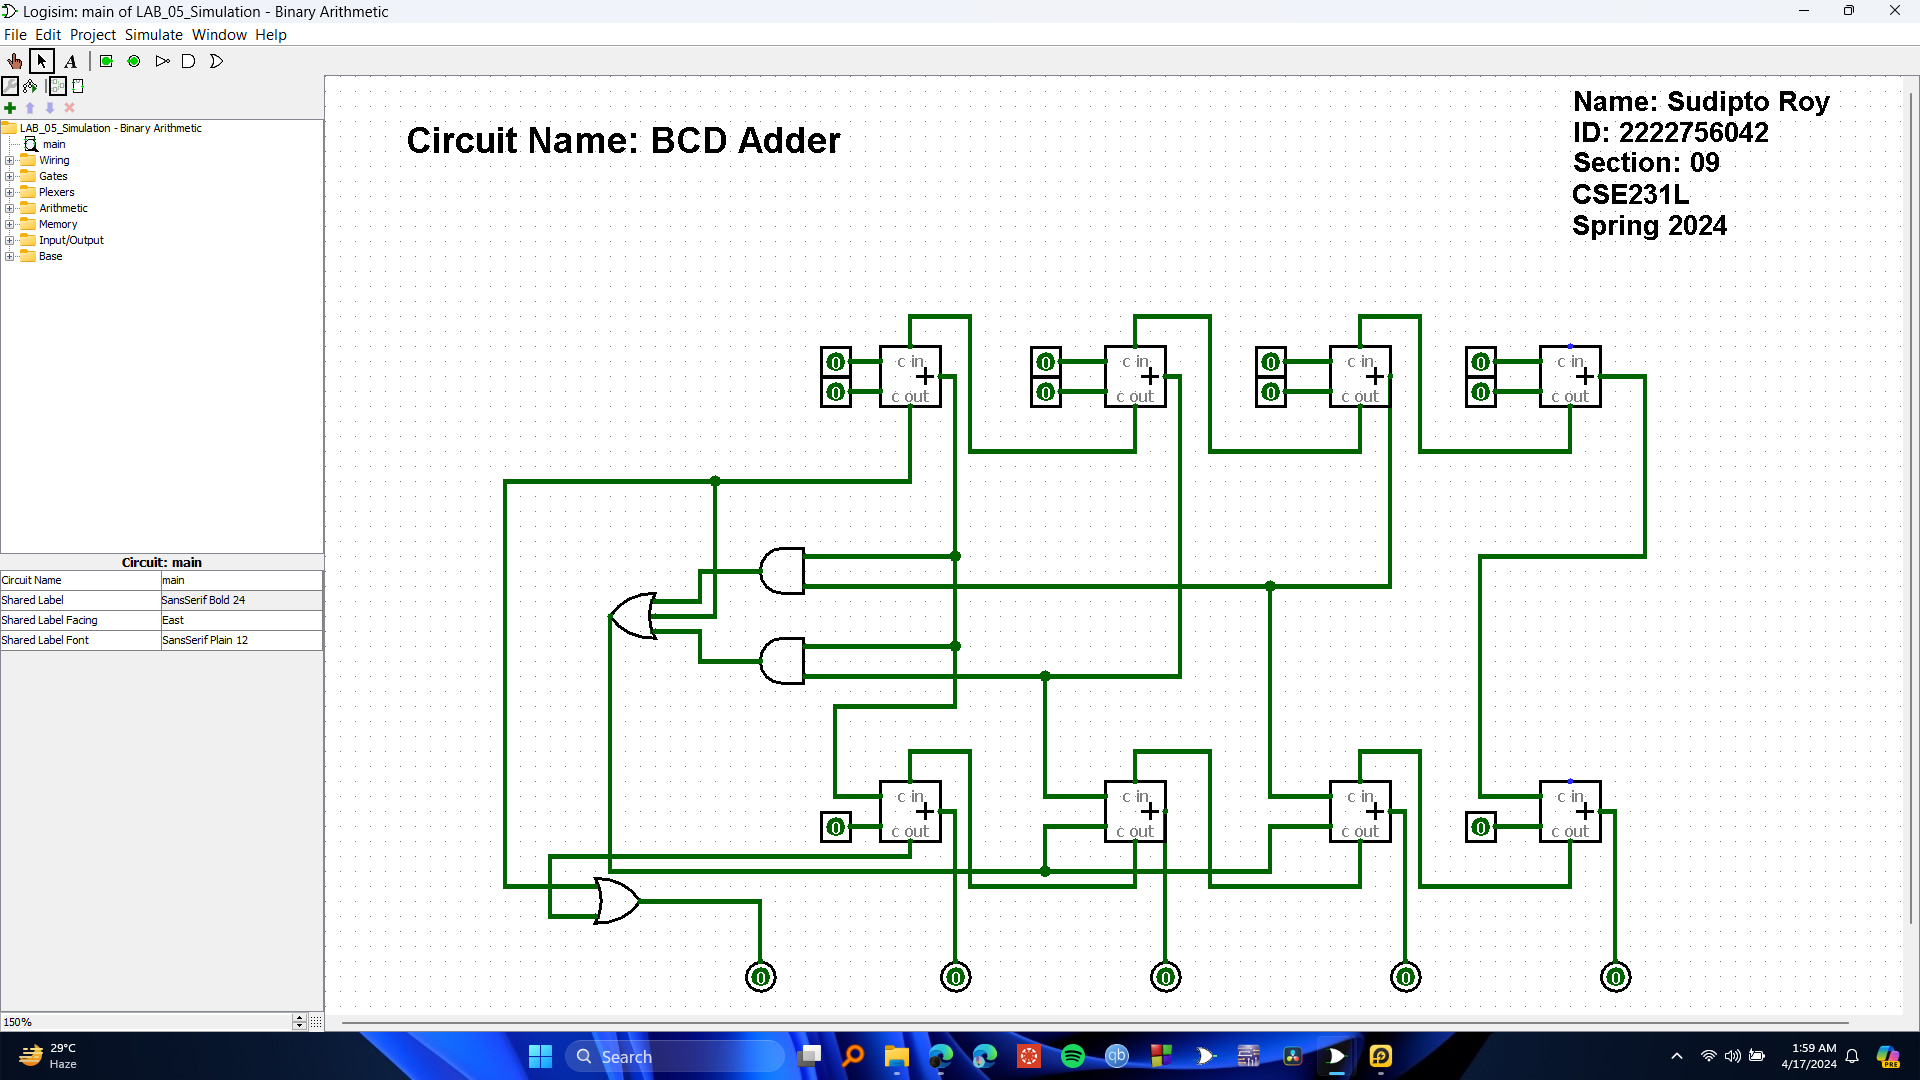 Logisim: main of LAB_05_Simulation - Binary Arithmetic
File Edit Project Simulate Window Help
A
LAB_05_Simulation - Binary Arithmetic
main
Wiring
Gates
Plexers
Arithmetic
Memory
Input/Output
Base
Circuit: main
Circuit Name main
Shared Label SansSerif Bold 24
Shared Label Facing East
Shared Label Font SansSerif Plain 12
150%
Circuit Name: BCD Adder
Name: Sudipto Roy
ID: 2222756042
Section: 09
CSE231L
Spring 2024
0 c in 0 c in 0 c in 0 c in
+ + + +
0 c out 0 c out 0 c out 0 c out
c in c in c in c in
+ + + +
0 c out c out c out 0 c out
0 0 0 0 0
29°C
Haze
Search
qb
PRE
1:59 AM
4/17/2024